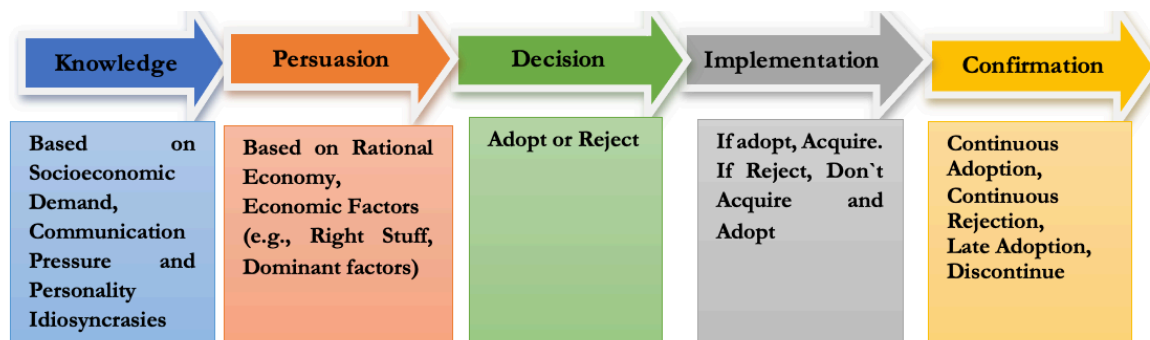 Knowledge
Persuasion
Decision
Implementation
Confirmation
Based on
Socioeconomic
Demand,
Communication
Pressure and
Personality
Idiosyncrasies
Based on Rational
Economy,
Economic Factors
(e.g., Right Stuff,
Dominant factors)
Adopt or Reject
If adopt, Acquire.
If Reject, Don`t
Acquire and
Adopt
Continuous
Adoption,
Continuous
Rejection,
Late Adoption,
Discontinue